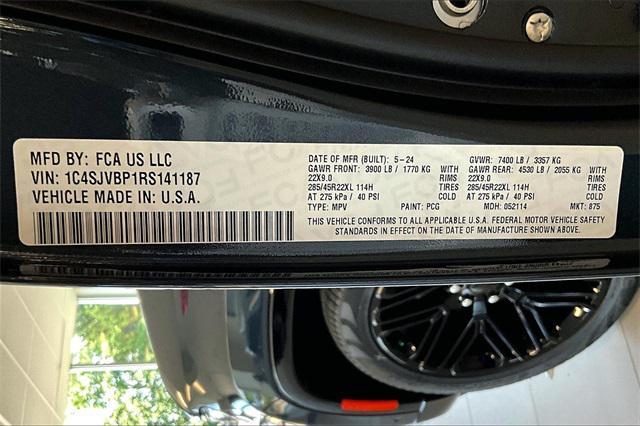 MFD BY: FCA US LLC
VIN: 1C4SJVBP1RS141187
VEHICLE MADE IN: U.S.A.
DATE OF MFR (BUILT): 5-24 GVWR: 7400 LB / 3357 KG
GAWR FRONT: 3900 LB / 1770 KG WITH GAWR REAR: 4530 LB / 2055 KG WITH
22X9.0 RIMS 22X9.0 RIMS
285/45R22XL 114H TIRES 285/45R22XL 114H TIRES
AT 275 kPa / 40 PSI COLD AT 275 kPa / 40 PSI COLD
TYPE: MPV PAINT: PCG MDH: 052114 MKT: 875
THIS VEHICLE CONFORMS TO ALL APPLICABLE U.S.A. FEDERAL MOTOR VEHICLE SAFETY
STANDARDS IN EFFECT ON THE DATE OF MANUFACTURE SHOWN ABOVE.